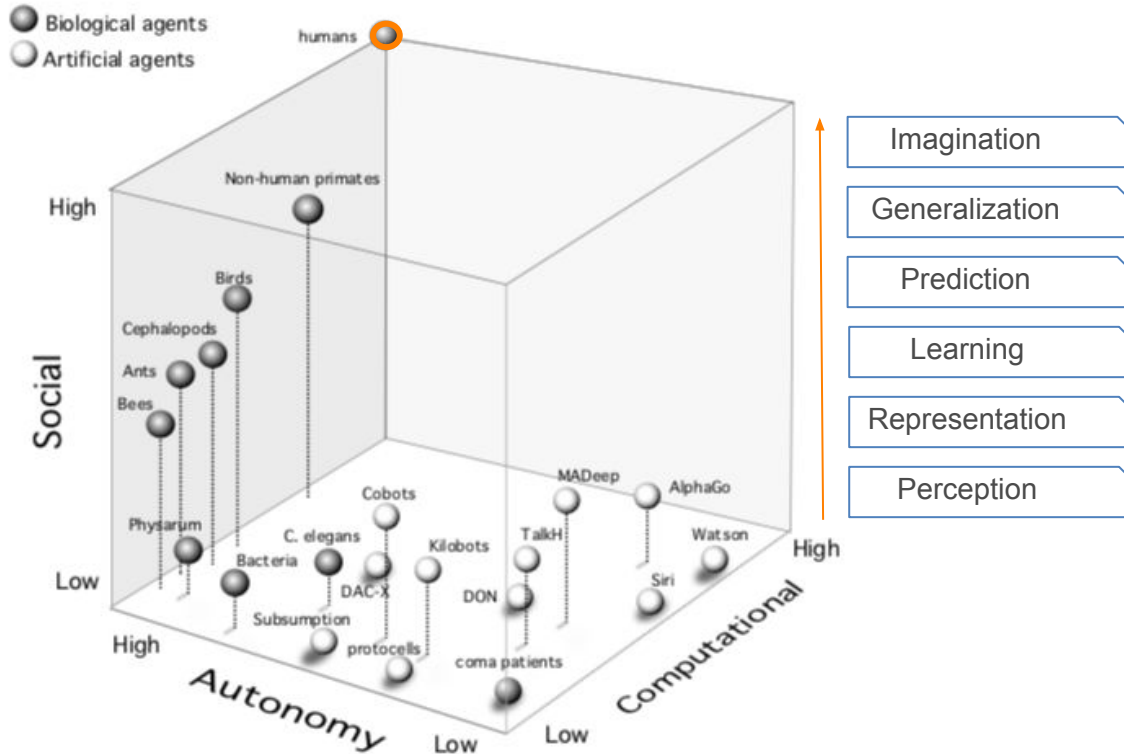 Biological agents
Artificial agents
humans
Imagination
Non-human primates
High
Generalization
Birds
Prediction
Cephalopods
Ants
Learning
Bees
Social
Representation
MADeep
AlphaGo
Cobots
Perception
Physarum
C. elegans
TalkH
Watson
Kilobots
High
Bacteria
Low
DAC-X
DON
Siri
Subsumption
High
protocells
coma patients
Computational
Autonomy
Low
Low